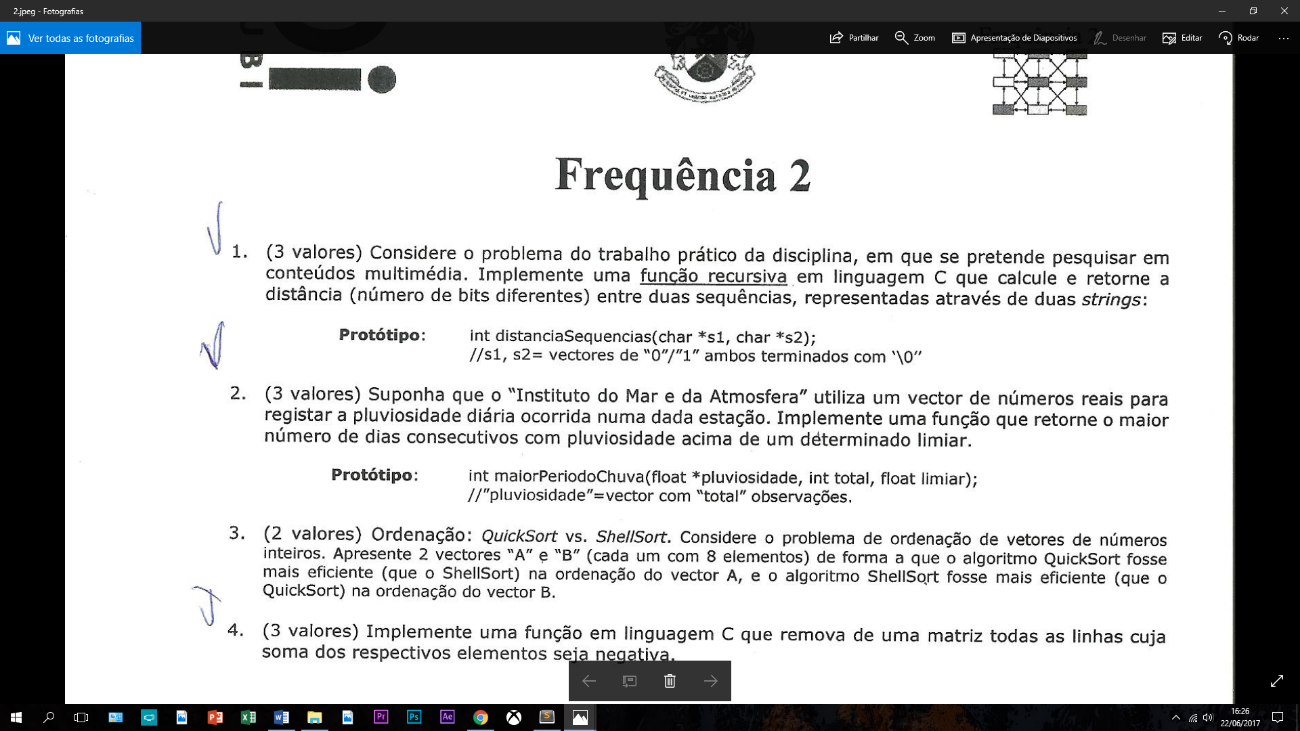 2.jpeg - Fotografias
Ver todas as fotografias
Partilhar
Zoom
Apresentação de Diapositivos
Desenhar
Editar
Rodar
UBI
Frequência 2
1. (3 valores) Considere o problema do trabalho prático da disciplina, em que se pretende pesquisar em
conteúdos multimédia. Implemente uma função recursiva em linguagem C que calcule e retorne a
distância (número de bits diferentes) entre duas sequências, representadas através de duas strings:
Protótipo: int distanciaSequencias(char *s1, char *s2);
//s1, s2= vectores de “0”/”1” ambos terminados com ‘\0’’
2. (3 valores) Suponha que o “Instituto do Mar e da Atmosfera” utiliza um vector de números reais para
registar a pluviosidade diária ocorrida numa dada estação. Implemente uma função que retorne o maior
número de dias consecutivos com pluviosidade acima de um determinado limiar.
Protótipo: int maiorPeriodoChuva(float *pluviosidade, int total, float limiar);
//”pluviosidade”=vector com “total” observações.
3. (2 valores) Ordenação: QuickSort vs. ShellSort. Considere o problema de ordenação de vetores de números
inteiros. Apresente 2 vectores “A” e “B” (cada um com 8 elementos) de forma a que o algoritmo QuickSort fosse
mais eficiente (que o ShellSort) na ordenação do vector A, e o algoritmo ShellSort fosse mais eficiente (que o
QuickSort) na ordenação do vector B.
4. (3 valores) Implemente uma função em linguagem C que remova de uma matriz todas as linhas cuja
soma dos respectivos elementos seja negativa.
16:26
22/06/2017